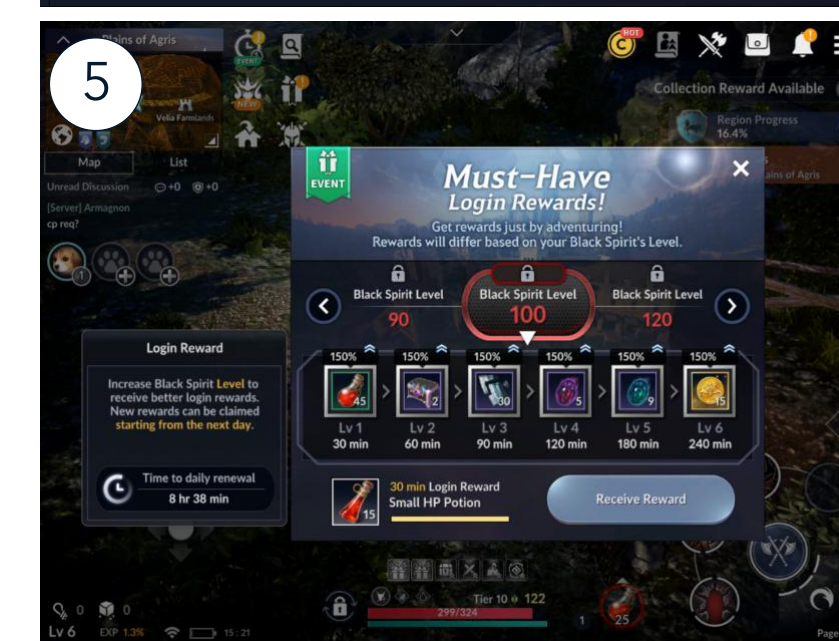 5
Plains of Agris
HOT
EVENT
NEW
Velia Farmlands
Collection Reward Available
Region Progress
16.4%
Map List
Unread Discussion +0 +0
[Server] Armagnon
cp req?
1
EVENT
Must-Have
Login Rewards!
Get rewards just by adventuring!
Rewards will differ based on your Black Spirit's Level.
Black Spirit Level
90
Black Spirit Level
100
Black Spirit Level
120
Login Reward
Increase Black Spirit Level to
receive better login rewards.
New rewards can be claimed
starting from the next day.
Time to daily renewal
8 hr 38 min
150% 150% 150% 150% 150% 150%
45 2 30 5 9 15
Lv 1 Lv 2 Lv 3 Lv 4 Lv 5 Lv 6
30 min 60 min 90 min 120 min 180 min 240 min
30 min Login Reward
Small HP Potion
15
Receive Reward
0 0
Tier 10 122
299/324
1 25
Lv 6 EXP 1.3% 15:21